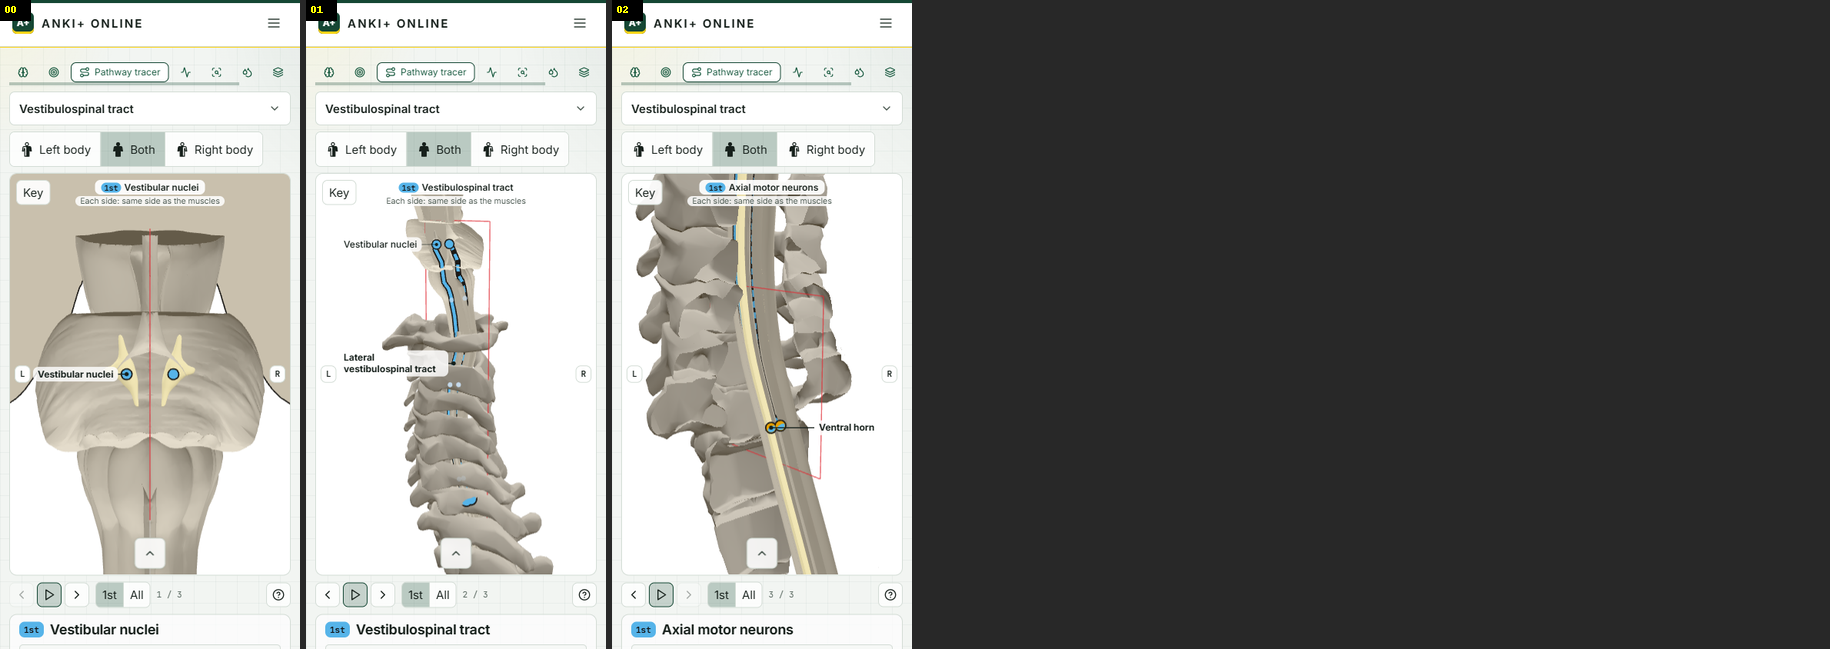 00
A+ ANKI+ ONLINE
Pathway tracer
Vestibulospinal tract
Left body Both Right body
Key
1st Vestibular nuclei
Each side: same side as the muscles
L Vestibular nuclei R
1st All 1 / 3
1st Vestibular nuclei
01
A+ ANKI+ ONLINE
Pathway tracer
Vestibulospinal tract
Left body Both Right body
Key
1st Vestibulospinal tract
Each side: same side as the muscles
Vestibular nuclei
Lateral
vestibulospinal tract
L R
1st All 2 / 3
1st Vestibulospinal tract
02
A+ ANKI+ ONLINE
Pathway tracer
Vestibulospinal tract
Left body Both Right body
Key
1st Axial motor neurons
Each side: same side as the muscles
L R
Ventral horn
1st All 3 / 3
1st Axial motor neurons